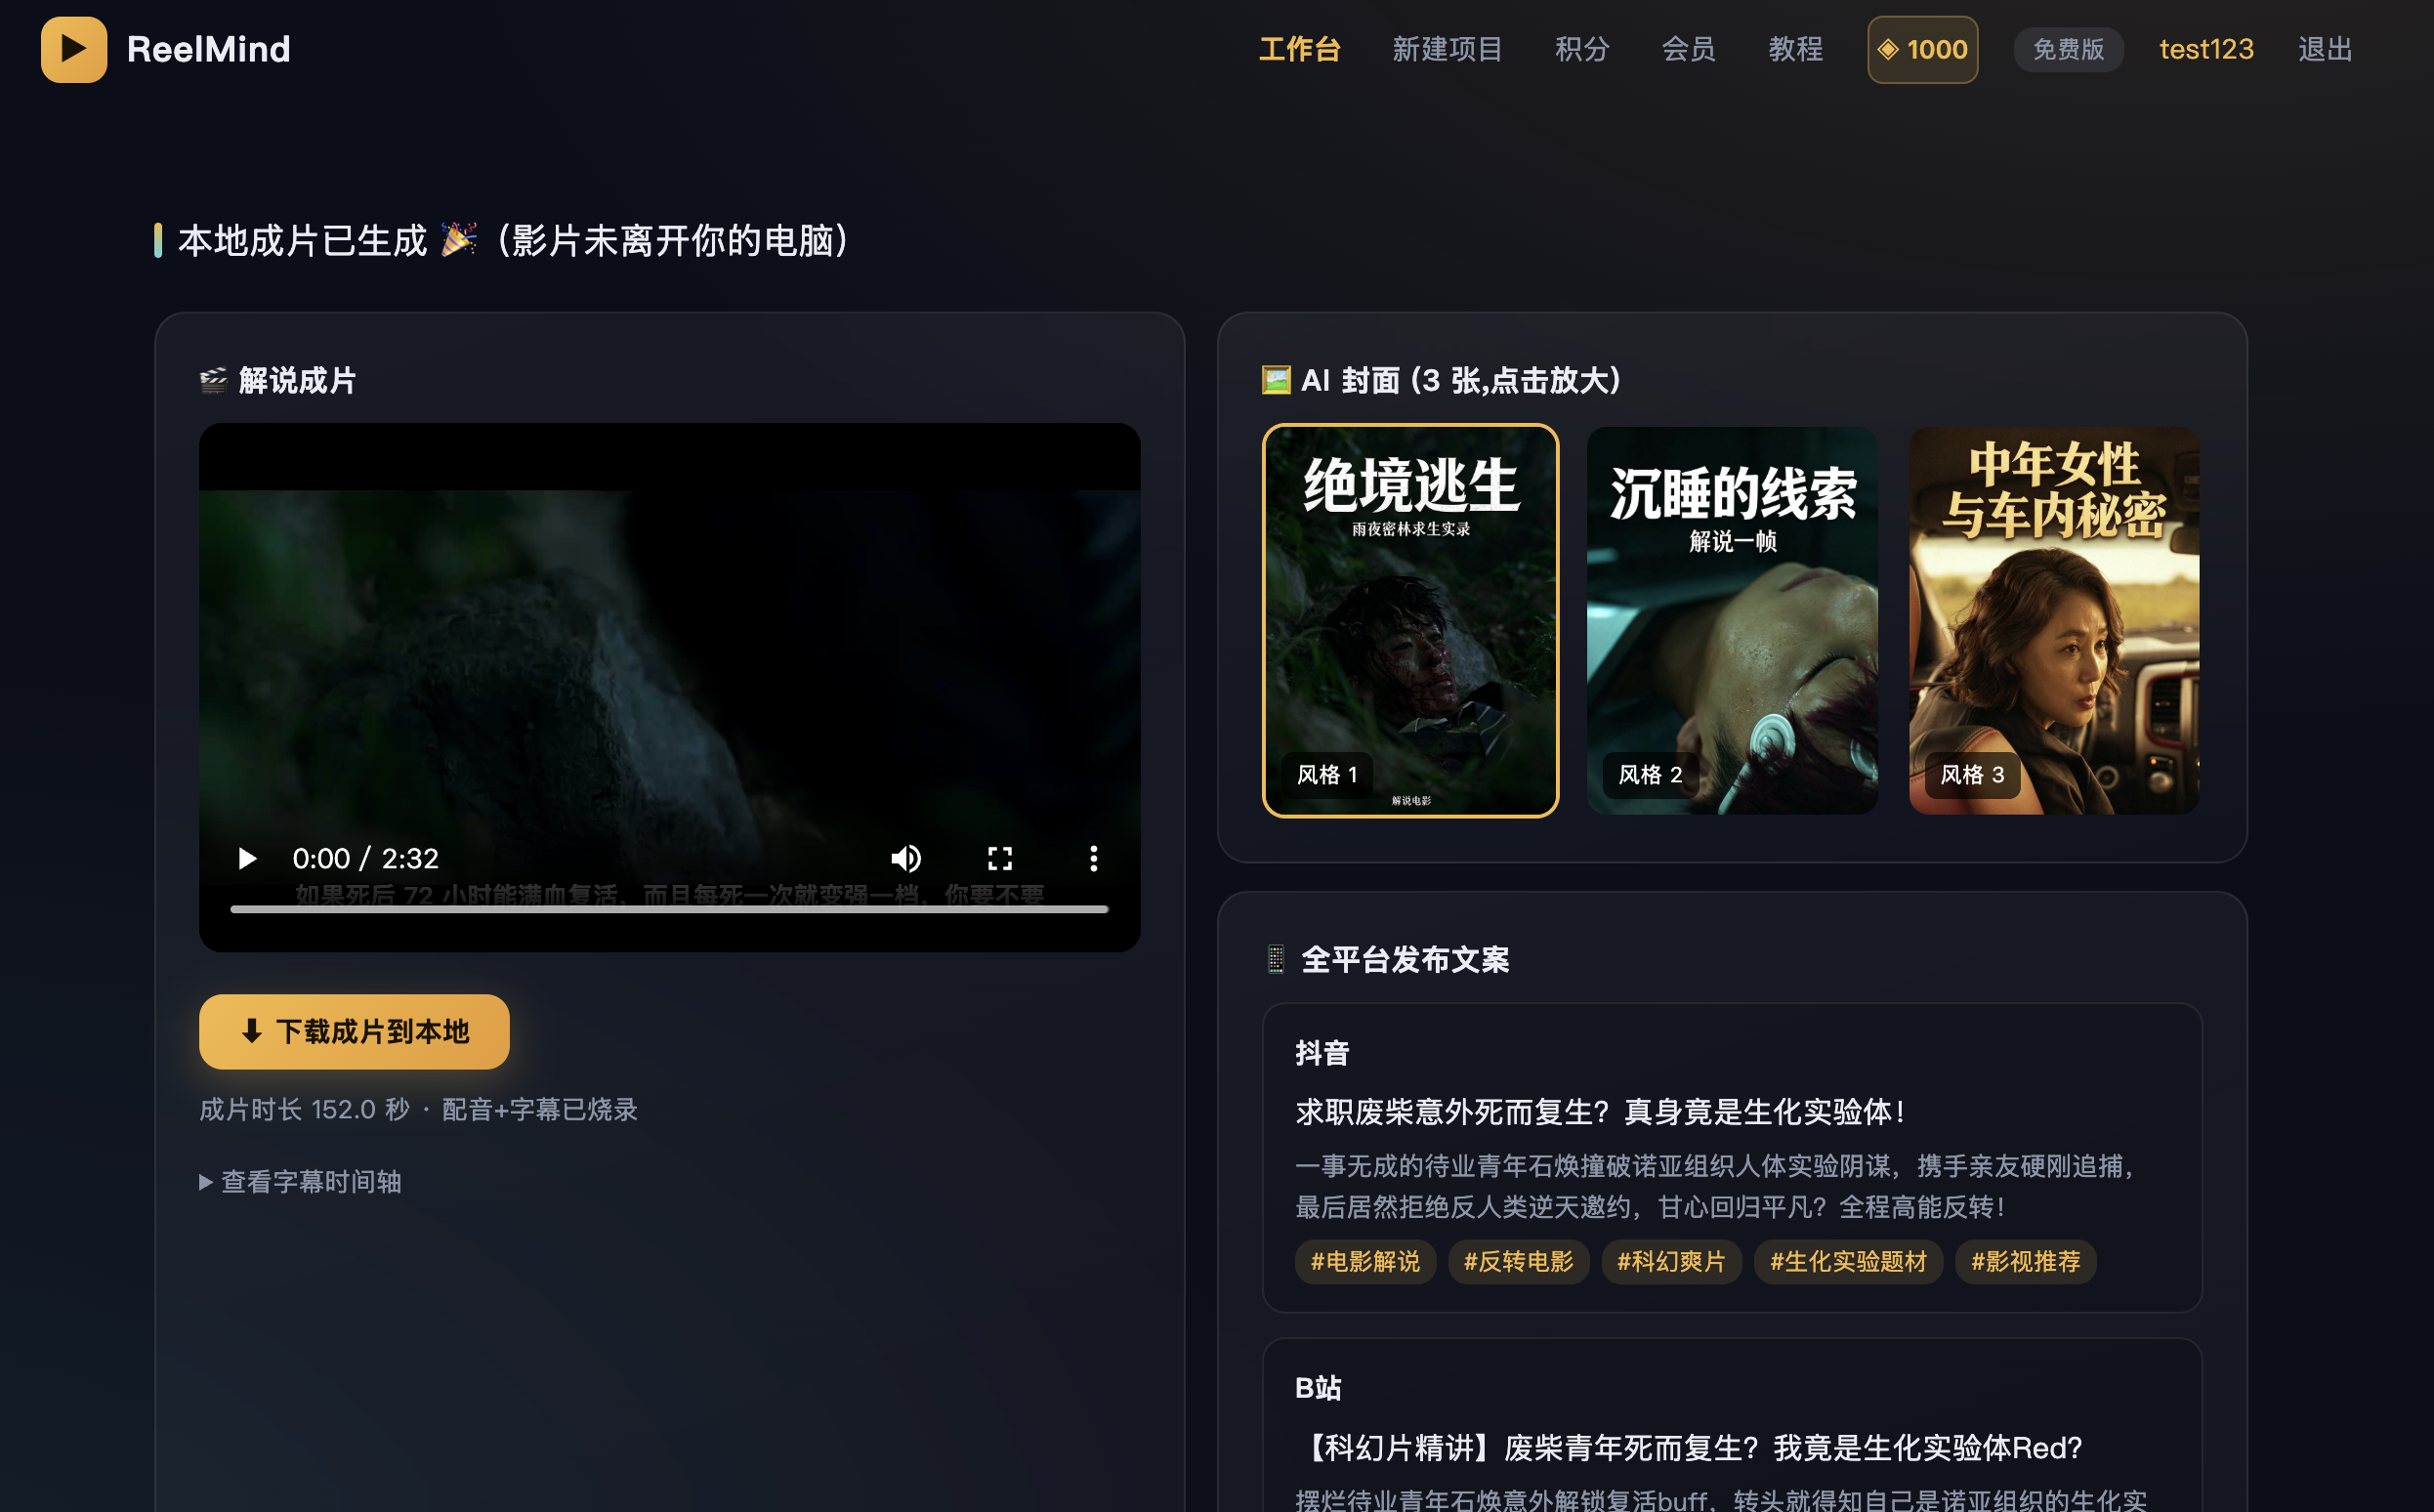 ReelMind
工作台 新建项目 积分 会员 教程 ◈ 1000 免费版 test123 退出
本地成片已生成 🎉（影片未离开你的电脑）
🎬 解说成片
0:00 / 2:32
如果死后 72 小时能满血复活，而且每死一次就变强一档，你要不要
⬇ 下载成片到本地
成片时长 152.0 秒 · 配音+字幕已烧录
▶ 查看字幕时间轴
🖼️ AI 封面 (3 张,点击放大)
绝境逃生
雨夜密林求生实录
风格 1
解说电影
沉睡的线索
解说一帧
风格 2
中年女性
与车内秘密
风格 3
📱 全平台发布文案
抖音
求职废柴意外死而复生？真身竟是生化实验体！
一事无成的待业青年石焕撞破诺亚组织人体实验阴谋，携手亲友硬刚追捕，
最后居然拒绝反人类逆天邀约，甘心回归平凡？全程高能反转！
#电影解说 #反转电影 #科幻爽片 #生化实验题材 #影视推荐
B站
【科幻片精讲】废柴青年死而复生？我竟是生化实验体Red?
摆烂待业青年石焕意外解锁复活buff，转头就得知自己是诺亚组织的生化实